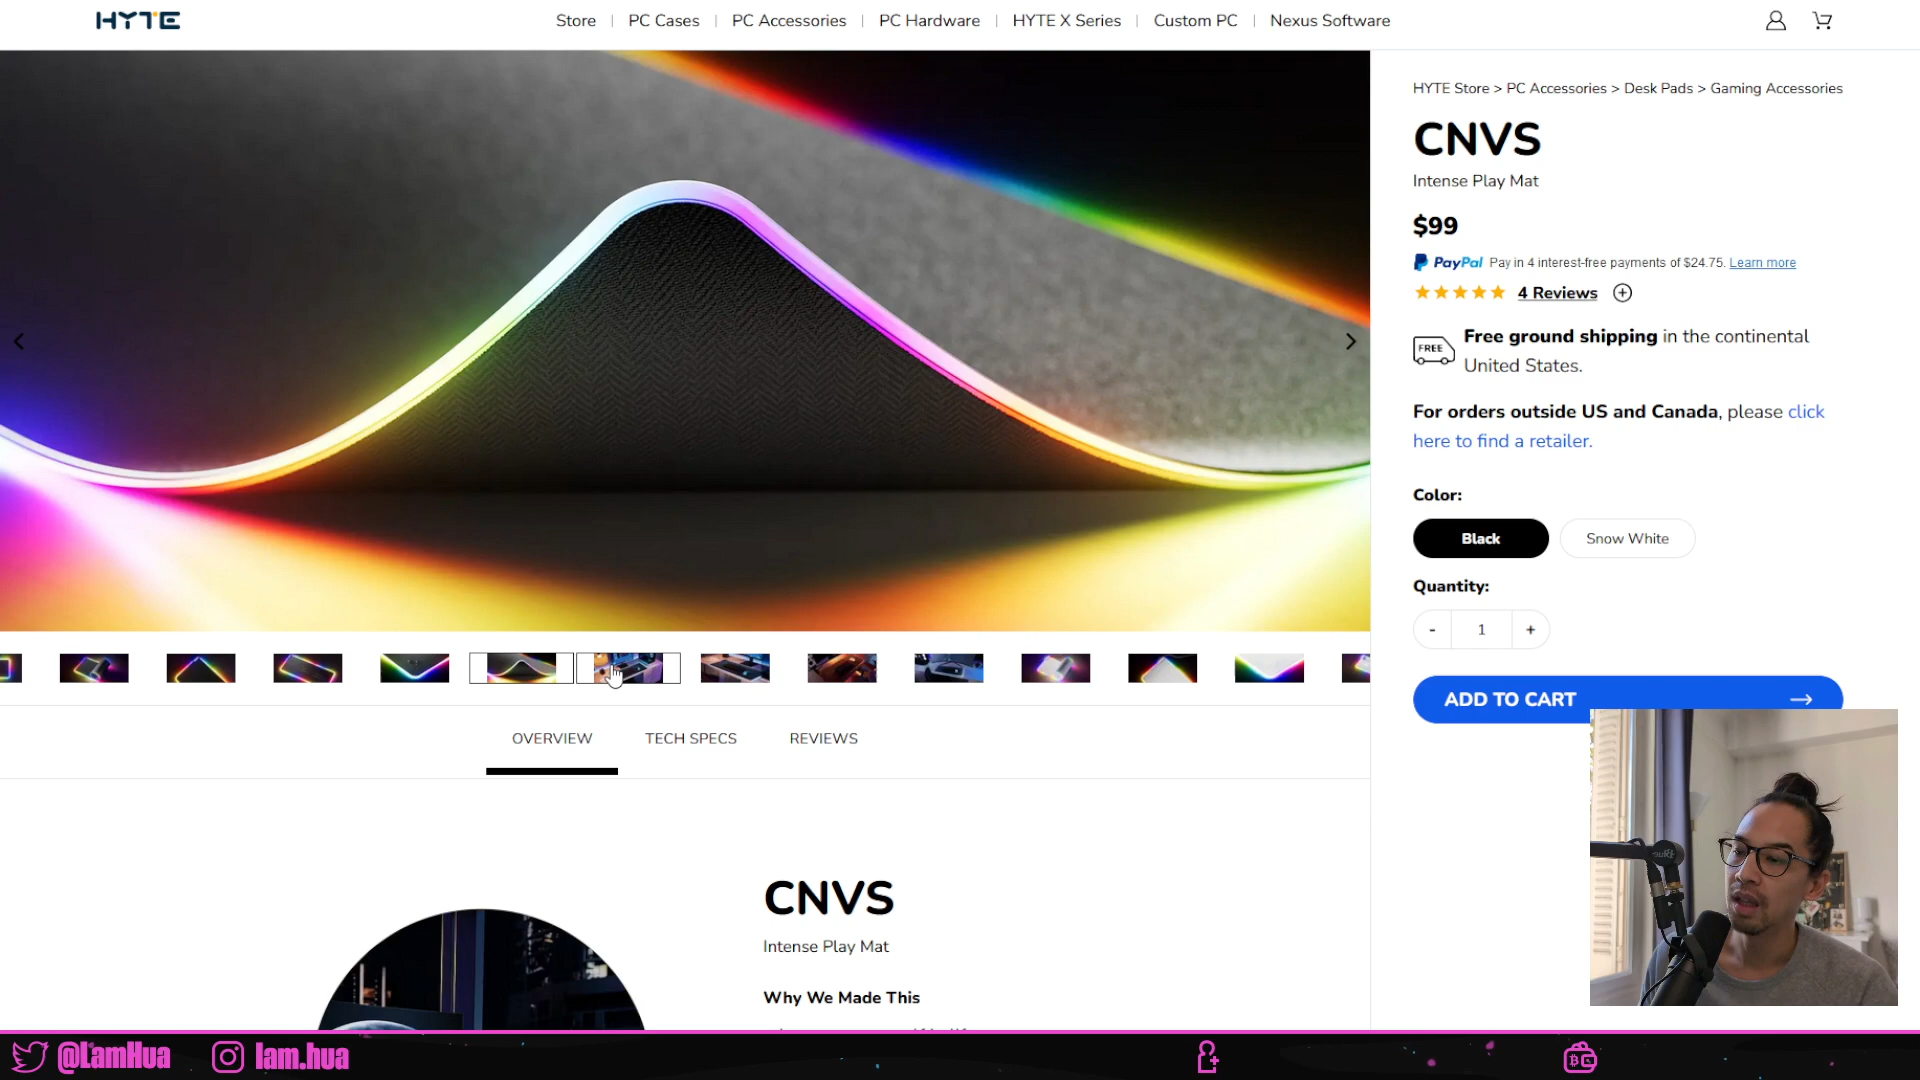 HYTE
Store | PC Cases | PC Accessories | PC Hardware | HYTE X Series | Custom PC | Nexus Software
HYTE Store > PC Accessories > Desk Pads > Gaming Accessories
CNVS
Intense Play Mat
$99
PayPal Pay in 4 interest-free payments of $24.75. Learn more
4 Reviews
FREE
Free ground shipping in the continental
United States.
For orders outside US and Canada, please click
here to find a retailer.
Color:
Black
Snow White
Quantity:
- 1 +
ADD TO CART
OVERVIEW
TECH SPECS
REVIEWS
CNVS
Intense Play Mat
Why We Made This
@LamHua
lam.hua